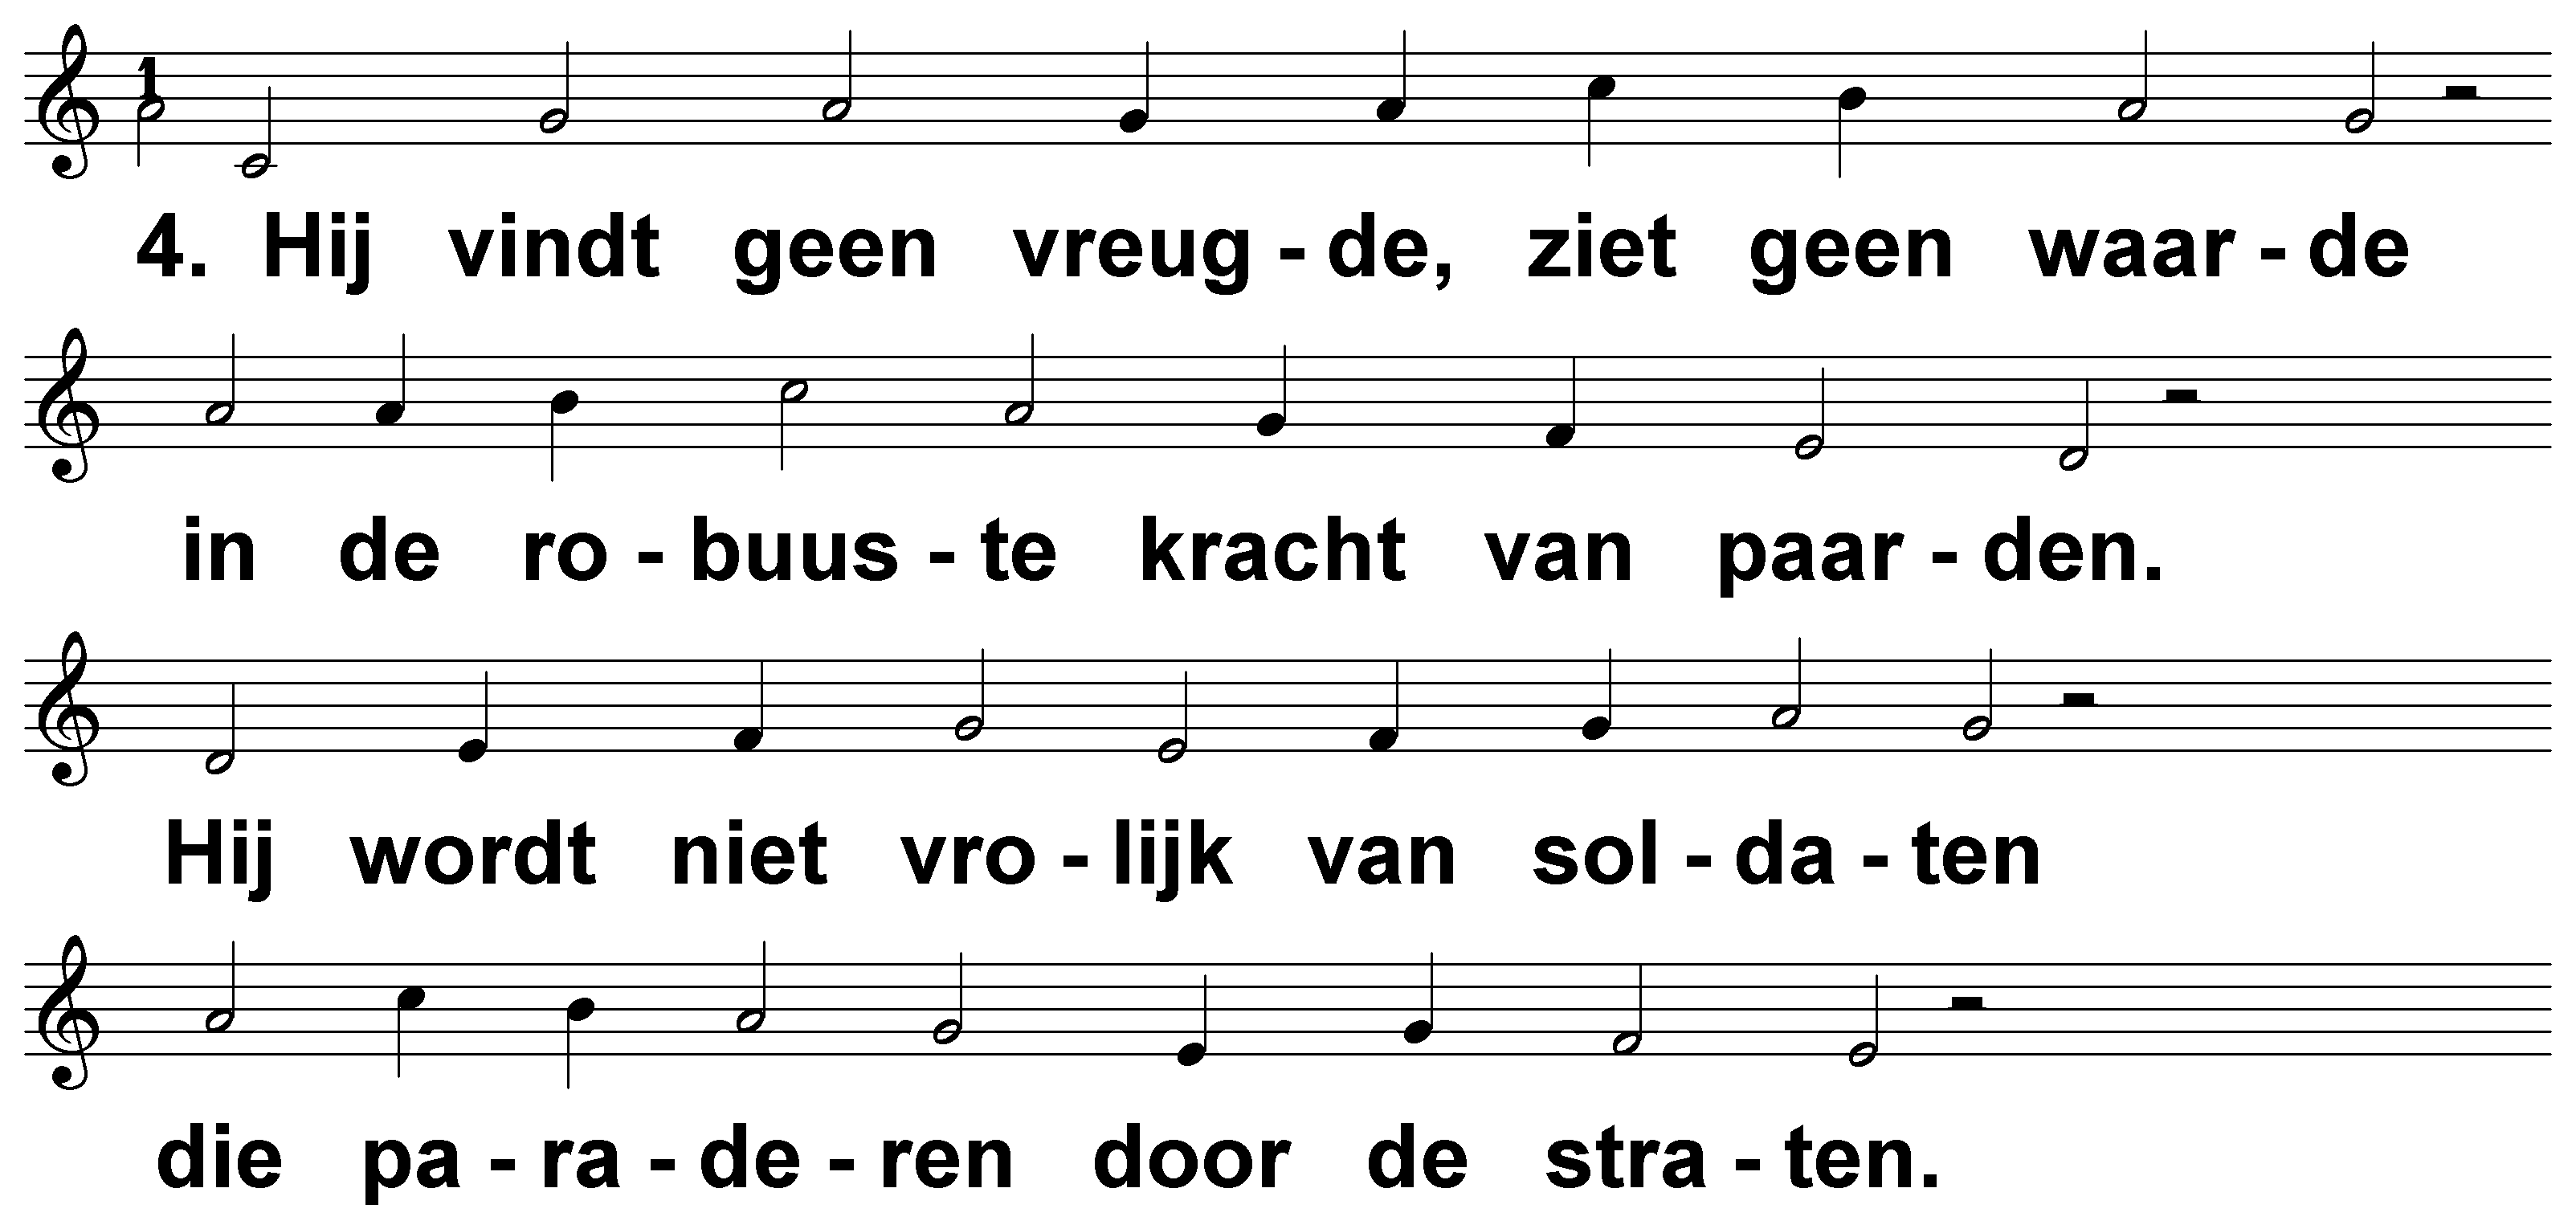 1
4. Hij vindt geen vreug - de, ziet geen waar - de
in de ro - buus - te kracht van paar - den.
Hij wordt niet vro - lijk van sol - da - ten
die pa - ra - de - ren door de stra - ten.